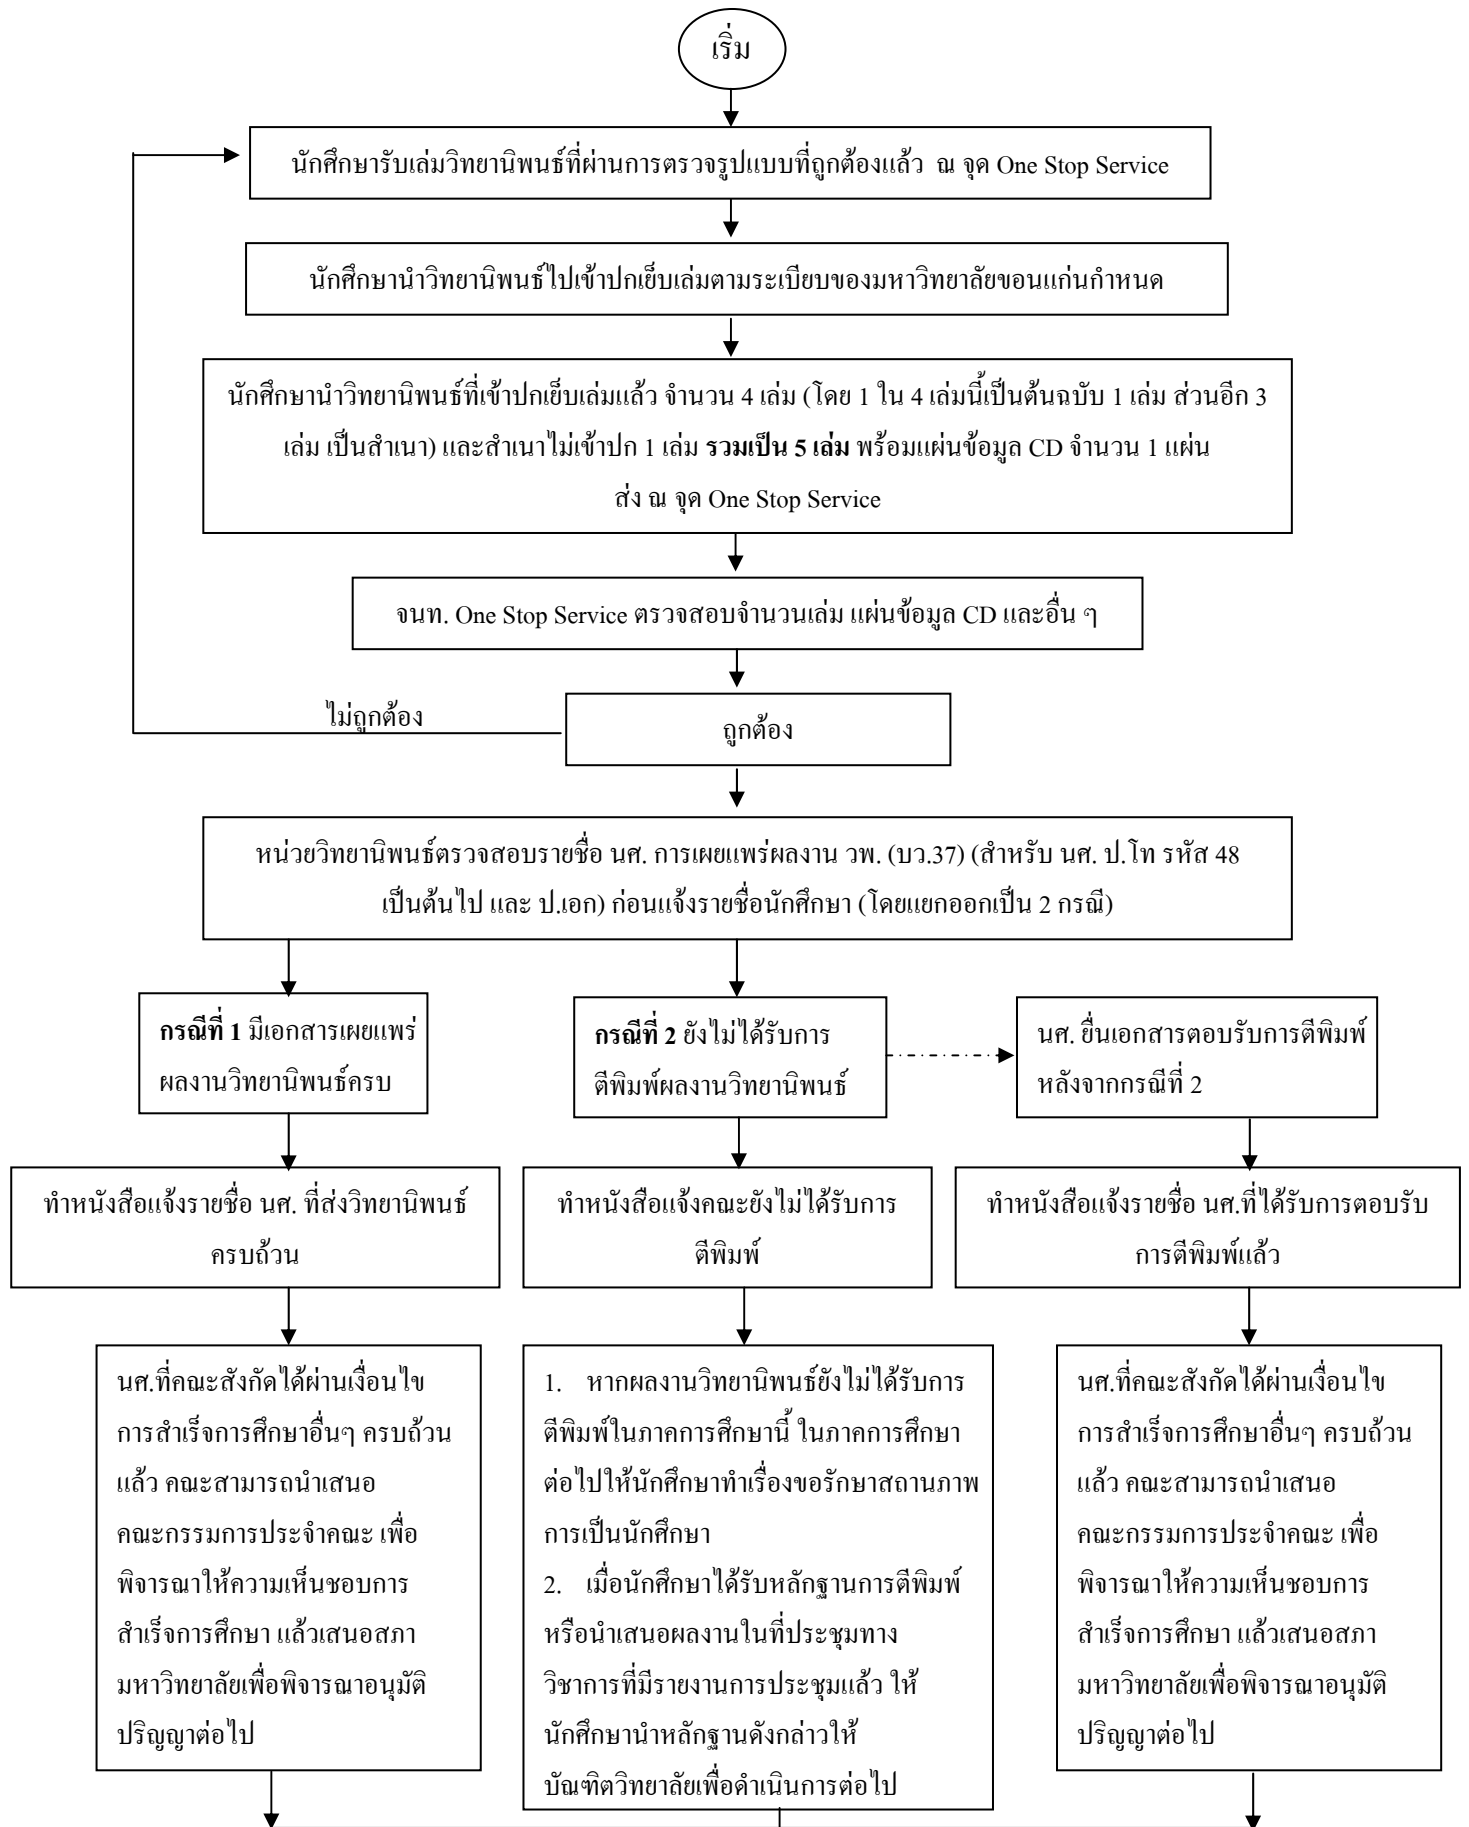 เริ่ม
นักศึกษารับเล่มวิทยานิพนธ์ที่ผ่านการตรวจรูปแบบที่ถูกต้องแล้ว ณ จุด One Stop Service
นักศึกษานำวิทยานิพนธ์ไปเข้าปกเย็บเล่มตามระเบียบของมหาวิทยาลัยขอนแก่นกำหนด
นักศึกษานำวิทยานิพนธ์ที่เข้าปกเย็บเล่มแล้ว จำนวน 4 เล่ม (โดย 1 ใน 4 เล่มนี้เป็นต้นฉบับ 1 เล่ม ส่วนอีก 3
เล่ม เป็นสำเนา) และสำเนาไม่เข้าปก 1 เล่ม รวมเป็น 5 เล่ม พร้อมแผ่นข้อมูล CD จำนวน 1 แผ่น
ส่ง ณ จุด One Stop Service
จนท. One Stop Service ตรวจสอบจำนวนเล่ม แผ่นข้อมูล CD และอื่น ๆ
ไม่ถูกต้อง
ถูกต้อง
หน่วยวิทยานิพนธ์ตรวจสอบรายชื่อ นศ. การเผยแพร่ผลงาน วพ. (บว.37) (สำหรับ นศ. ป.โท รหัส 48
เป็นต้นไป และ ป.เอก) ก่อนแจ้งรายชื่อนักศึกษา (โดยแยกออกเป็น 2 กรณี)
กรณีที่ 1 มีเอกสารเผยแพร่
ผลงานวิทยานิพนธ์ครบ
กรณีที่ 2 ยังไม่ได้รับการ
ตีพิมพ์ผลงานวิทยานิพนธ์
นศ. ยื่นเอกสารตอบรับการตีพิมพ์
หลังจากกรณีที่ 2
ทำหนังสือแจ้งรายชื่อ นศ. ที่ส่งวิทยานิพนธ์
ครบถ้วน
ทำหนังสือแจ้งคณะยังไม่ได้รับการ
ตีพิมพ์
ทำหนังสือแจ้งรายชื่อ นศ.ที่ได้รับการตอบรับ
การตีพิมพ์แล้ว
นศ.ที่คณะสังกัดได้ผ่านเงื่อนไข
การสำเร็จการศึกษาอื่นๆ ครบถ้วน
แล้ว คณะสามารถนำเสนอ
คณะกรรมการประจำคณะ เพื่อ
พิจารณาให้ความเห็นชอบการ
สำเร็จการศึกษา แล้วเสนอสภา
มหาวิทยาลัยเพื่อพิจารณาอนุมัติ
ปริญญาต่อไป
1. หากผลงานวิทยานิพนธ์ยังไม่ได้รับการ
ตีพิมพ์ในภาคการศึกษานี้ ในภาคการศึกษา
ต่อไปให้นักศึกษาทำเรื่องขอรักษาสถานภาพ
การเป็นนักศึกษา
2. เมื่อนักศึกษาได้รับหลักฐานการตีพิมพ์
หรือนำเสนอผลงานในที่ประชุมทาง
วิชาการที่มีรายงานการประชุมแล้ว ให้
นักศึกษานำหลักฐานดังกล่าวให้
บัณฑิตวิทยาลัยเพื่อดำเนินการต่อไป
นศ.ที่คณะสังกัดได้ผ่านเงื่อนไข
การสำเร็จการศึกษาอื่นๆ ครบถ้วน
แล้ว คณะสามารถนำเสนอ
คณะกรรมการประจำคณะ เพื่อ
พิจารณาให้ความเห็นชอบการ
สำเร็จการศึกษา แล้วเสนอสภา
มหาวิทยาลัยเพื่อพิจารณาอนุมัติ
ปริญญาต่อไป